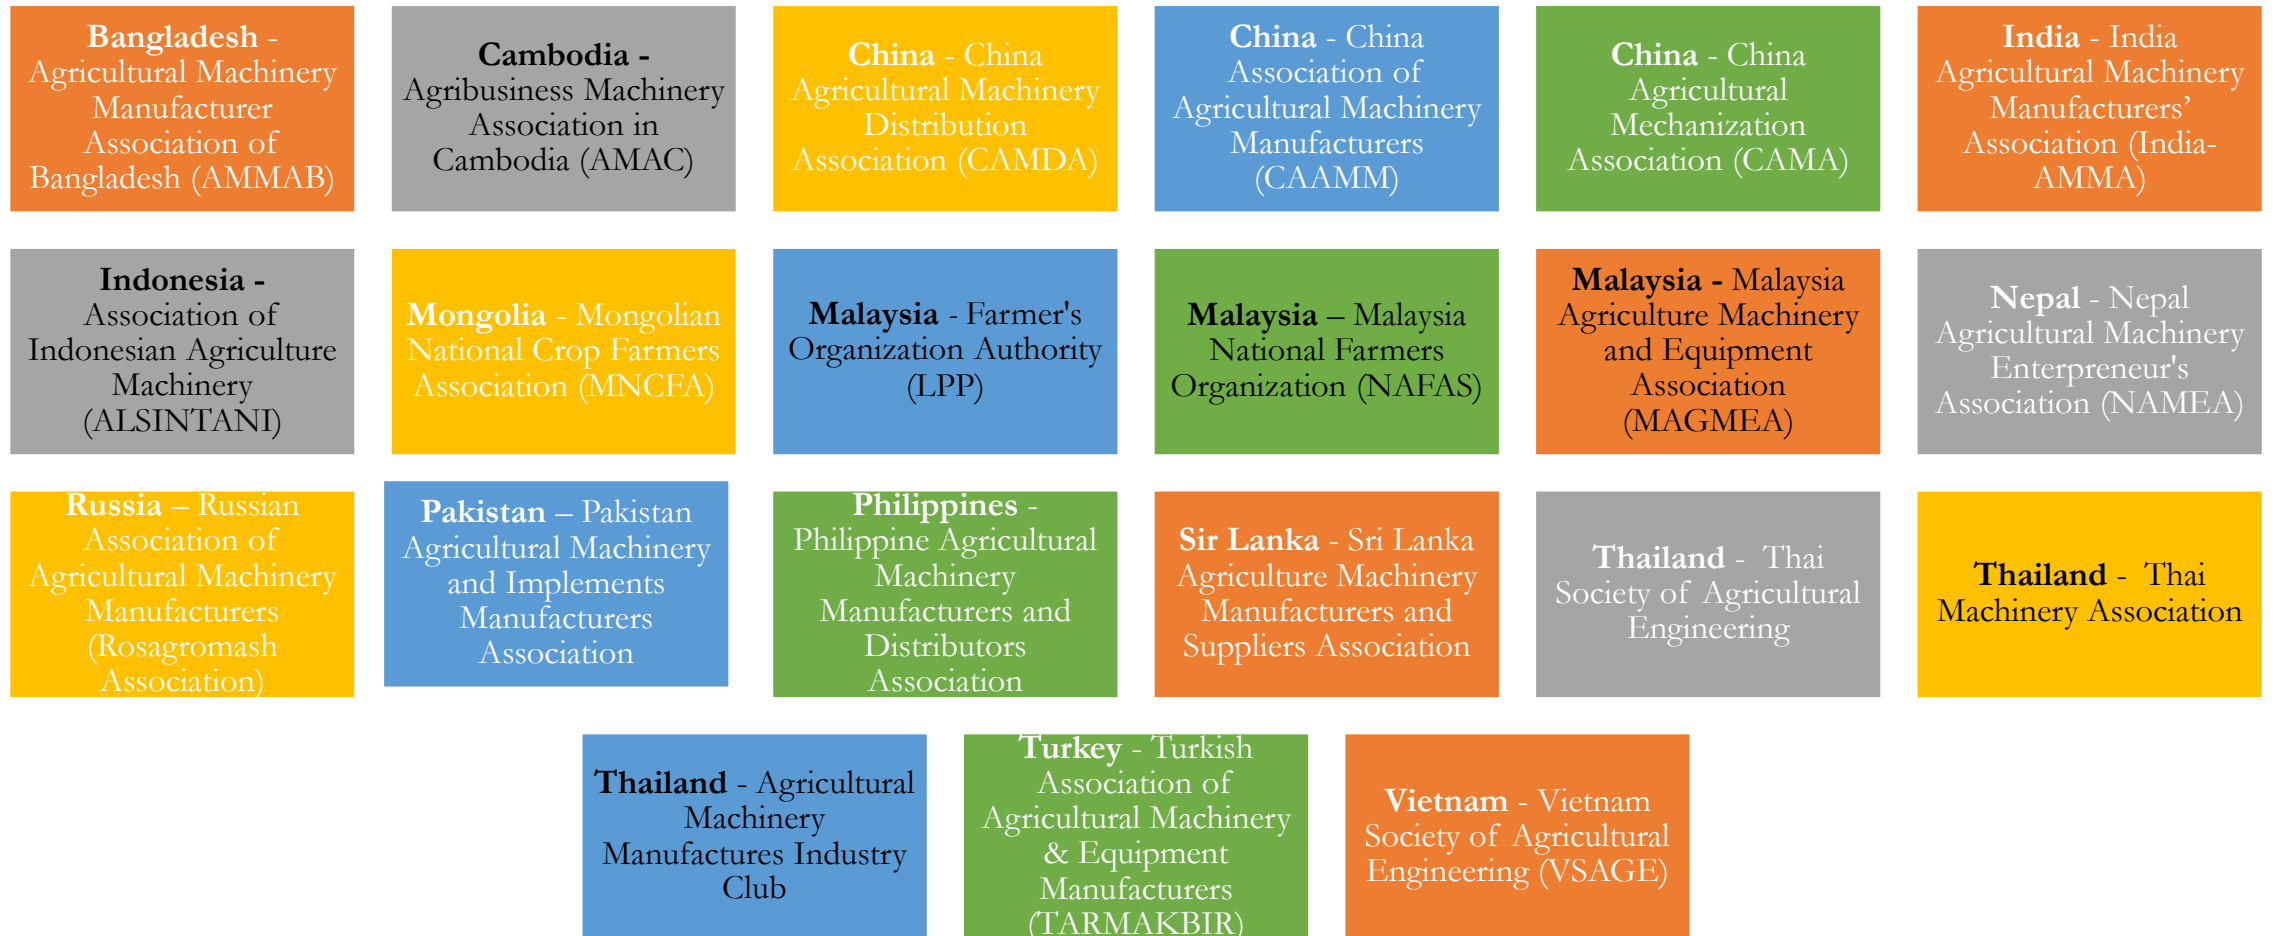 Bangladesh -
Agricultural Machinery
Manufacturer
Association of
Bangladesh (AMMAB)
Cambodia -
Agribusiness Machinery
Association in
Cambodia (AMAC)
China - China
Agricultural Machinery
Distribution
Association (CAMDA)
China - China
Association of
Agricultural Machinery
Manufacturers
(CAAMM)
China - China
Agricultural
Mechanization
Association (CAMA)
India - India
Agricultural Machinery
Manufacturers’
Association (India-
AMMA)
Indonesia -
Association of
Indonesian Agriculture
Machinery
(ALSINTANI)
Mongolia - Mongolian
National Crop Farmers
Association (MNCFA)
Malaysia - Farmer's
Organization Authority
(LPP)
Malaysia – Malaysia
National Farmers
Organization (NAFAS)
Malaysia - Malaysia
Agriculture Machinery
and Equipment
Association
(MAGMEA)
Nepal - Nepal
Agricultural Machinery
Enterpreneur's
Association (NAMEA)
Russia – Russian
Association of
Agricultural Machinery
Manufacturers
(Rosagromash
Association)
Pakistan – Pakistan
Agricultural Machinery
and Implements
Manufacturers
Association
Philippines -
Philippine Agricultural
Machinery
Manufacturers and
Distributors
Association
Sir Lanka - Sri Lanka
Agriculture Machinery
Manufacturers and
Suppliers Association
Thailand - Thai
Society of Agricultural
Engineering
Thailand - Thai
Machinery Association
Thailand - Agricultural
Machinery
Manufactures Industry
Club
Turkey - Turkish
Association of
Agricultural Machinery
& Equipment
Manufacturers
(TARMAKBIR)
Vietnam - Vietnam
Society of Agricultural
Engineering (VSAGE)